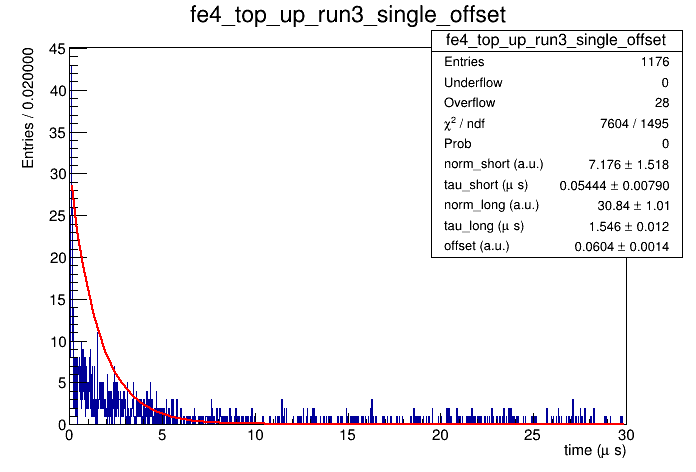 fe4_top_up_run3_single_offset
fe4_top_up_run3_single_offset
Entries 1176
Underflow 0
Overflow 28
χ² / ndf 7604 / 1495
Prob 0
norm_short (a.u.) 7.176 ± 1.518
tau_short (μ s) 0.05444 ± 0.00790
norm_long (a.u.) 30.84 ± 1.01
tau_long (μ s) 1.546 ± 0.012
offset (a.u.) 0.0604 ± 0.0014
Entries / 0.020000
45
40
35
30
25
20
15
10
5
0
0 5 10 15 20 25 30
time (μ s)